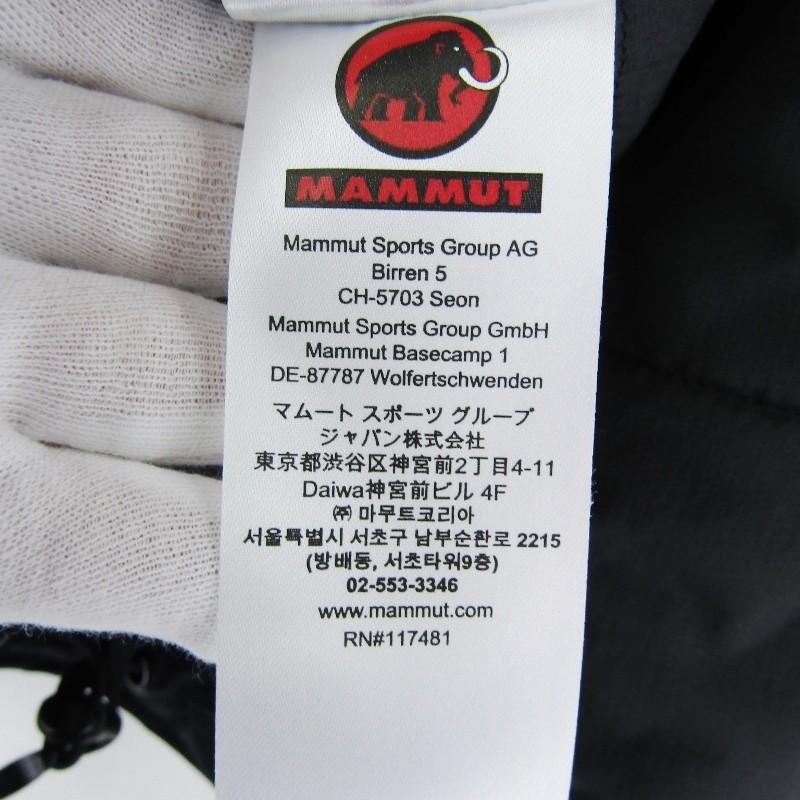 MAMMUT
Mammut Sports Group AG
Birren 5
CH-5703 Seon
Mammut Sports Group GmbH
Mammut Basecamp 1
DE-87787 Wolfertschwenden
マムート スポーツ グループ
ジャパン株式会社
東京都渋谷区神宮前2丁目4-11
Daiwa神宮前ビル 4F
㈜ 마무트코리아
서울특별시 서초구 남부순환로 2215
(방배동, 서초타워9층)
02-553-3346
www.mammut.com
RN#117481